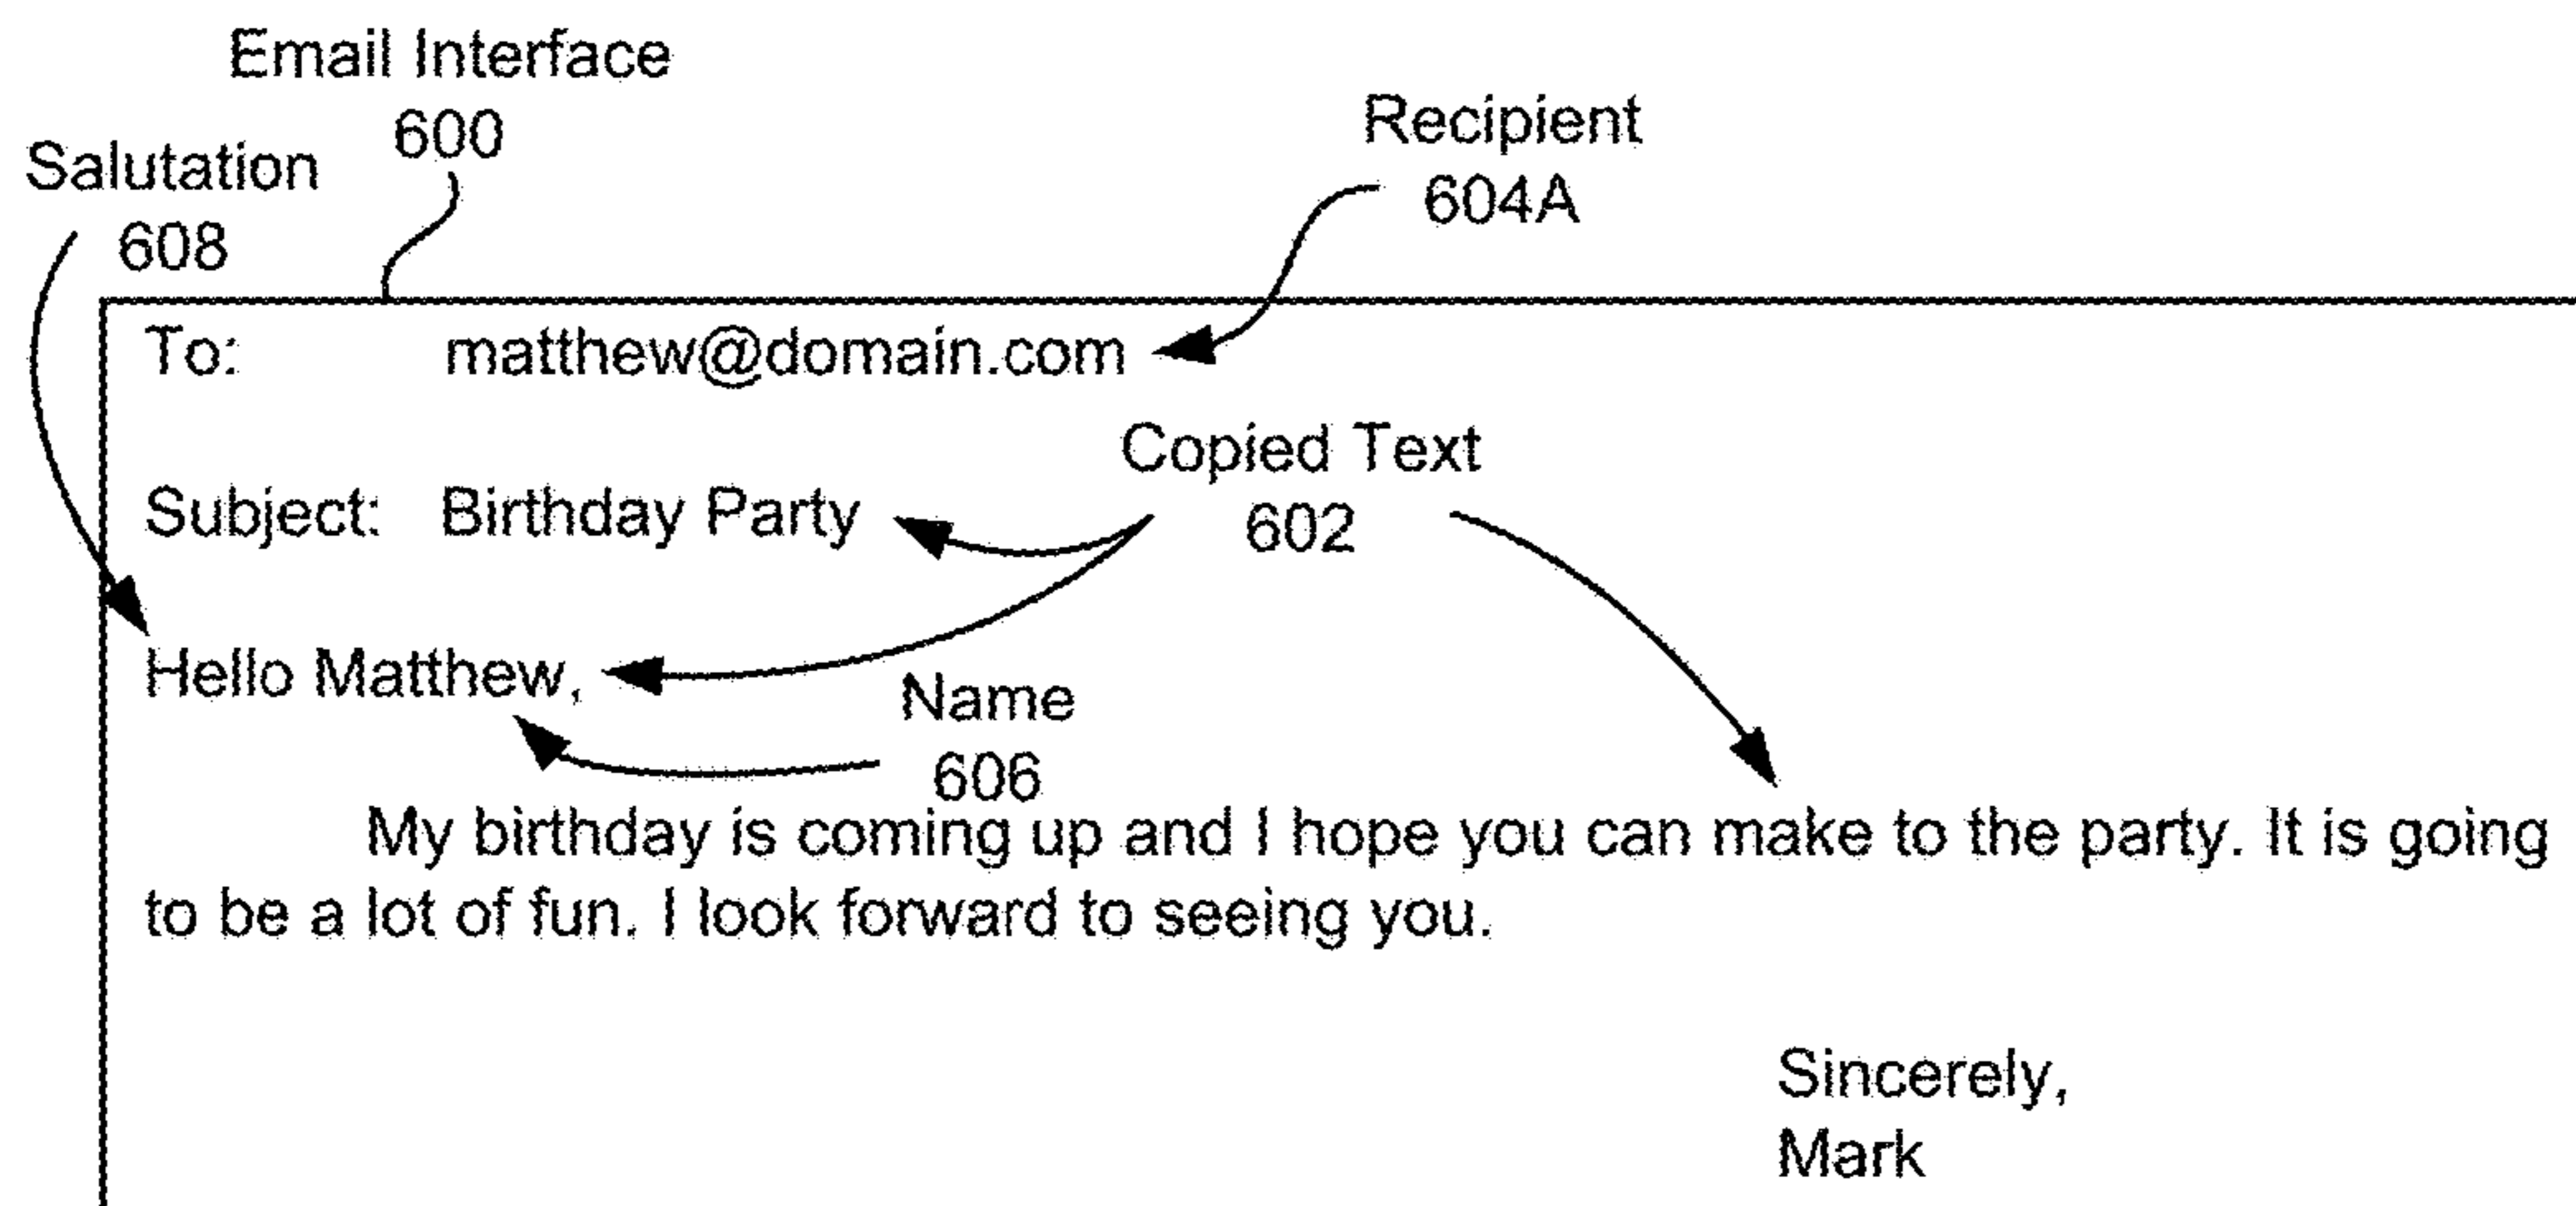 Email Interface
600
Recipient
604A
Salutation
608
To: matthew@domain.com
Copied Text
602
Subject: Birthday Party
Hello Matthew,
Name
606
My birthday is coming up and I hope you can make to the party. It is going
to be a lot of fun. I look forward to seeing you.
Sincerely,
Mark